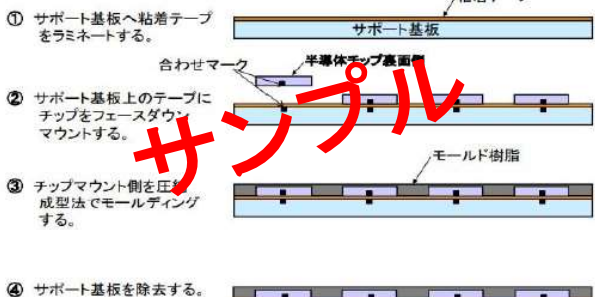 粘着テープ
① サポート基板へ粘着テープ
をラミネートする。
サポート基板
合わせマーク
半導体チップ裏面側
② サポート基板上のテープに
チップをフェースダウン
マウントする。
サンプル
モールド樹脂
③ チップマウント側を圧縮
成型法でモールディング
する。
④ サポート基板を除去する。